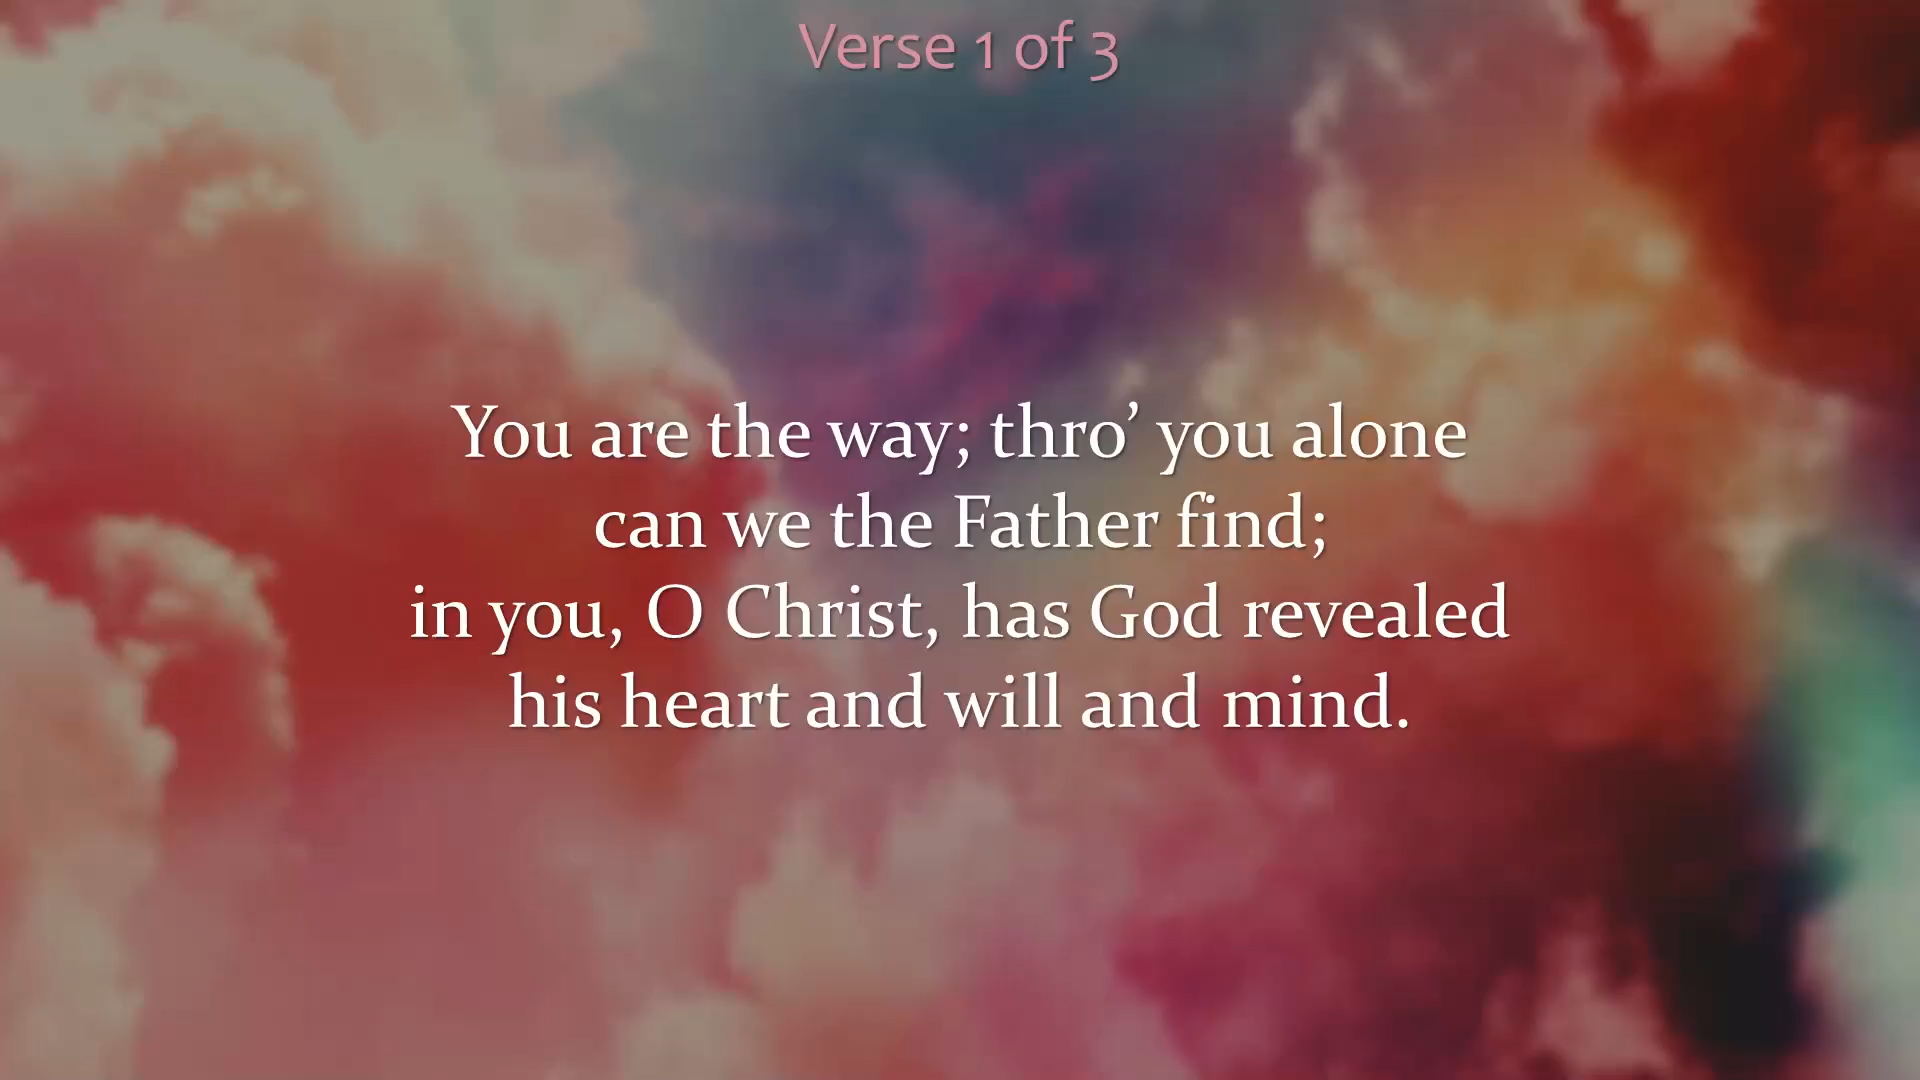 Verse 1 of 3
You are the way; thro’ you alone
can we the Father find;
in you, O Christ, has God revealed
his heart and will and mind.